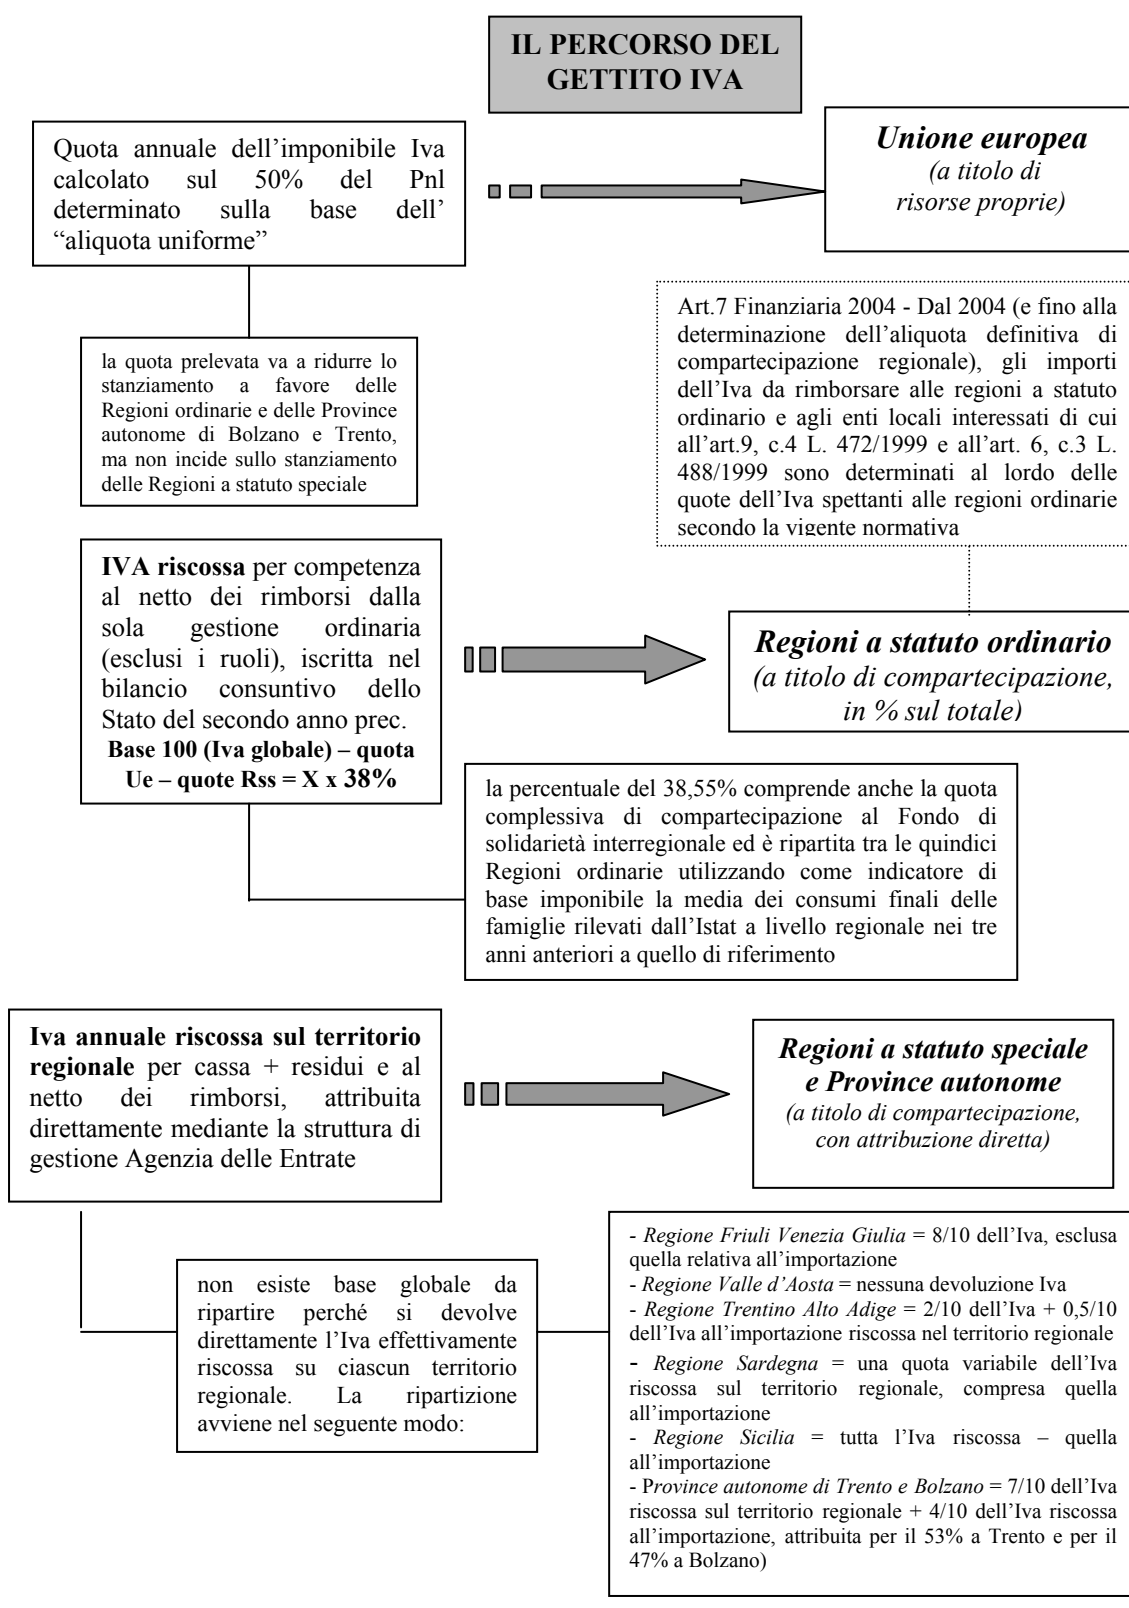 IL PERCORSO DEL
GETTITO IVA
Quota annuale dell’imponibile Iva
calcolato sul 50% del Pnl
determinato sulla base dell’
“aliquota uniforme”
Unione europea
(a titolo di
risorse proprie)
la quota prelevata va a ridurre lo
stanziamento a favore delle
Regioni ordinarie e delle Province
autonome di Bolzano e Trento,
ma non incide sullo stanziamento
delle Regioni a statuto speciale
Art.7 Finanziaria 2004 - Dal 2004 (e fino alla
determinazione dell’aliquota definitiva di
compartecipazione regionale), gli importi
dell’Iva da rimborsare alle regioni a statuto
ordinario e agli enti locali interessati di cui
all’art.9, c.4 L. 472/1999 e all’art. 6, c.3 L.
488/1999 sono determinati al lordo delle
quote dell’Iva spettanti alle regioni ordinarie
secondo la vigente normativa
IVA riscossa per competenza
al netto dei rimborsi dalla
sola gestione ordinaria
(esclusi i ruoli), iscritta nel
bilancio consuntivo dello
Stato del secondo anno prec.
Base 100 (Iva globale) – quota
Ue – quote Rss = X x 38%
Regioni a statuto ordinario
(a titolo di compartecipazione,
in % sul totale)
la percentuale del 38,55% comprende anche la quota
complessiva di compartecipazione al Fondo di
solidarietà interregionale ed è ripartita tra le quindici
Regioni ordinarie utilizzando come indicatore di
base imponibile la media dei consumi finali delle
famiglie rilevati dall’Istat a livello regionale nei tre
anni anteriori a quello di riferimento
Iva annuale riscossa sul territorio
regionale per cassa + residui e al
netto dei rimborsi, attribuita
direttamente mediante la struttura di
gestione Agenzia delle Entrate
Regioni a statuto speciale
e Province autonome
(a titolo di compartecipazione,
con attribuzione diretta)
non esiste base globale da
ripartire perché si devolve
direttamente l’Iva effettivamente
riscossa su ciascun territorio
regionale. La ripartizione
avviene nel seguente modo:
- Regione Friuli Venezia Giulia = 8/10 dell’Iva, esclusa
quella relativa all’importazione
- Regione Valle d’Aosta = nessuna devoluzione Iva
- Regione Trentino Alto Adige = 2/10 dell’Iva + 0,5/10
dell’Iva all’importazione riscossa nel territorio regionale
- Regione Sardegna = una quota variabile dell’Iva
riscossa sul territorio regionale, compresa quella
all’importazione
- Regione Sicilia = tutta l’Iva riscossa – quella
all’importazione
- Province autonome di Trento e Bolzano = 7/10 dell’Iva
riscossa sul territorio regionale + 4/10 dell’Iva riscossa
all’importazione, attribuita per il 53% a Trento e per il
47% a Bolzano)